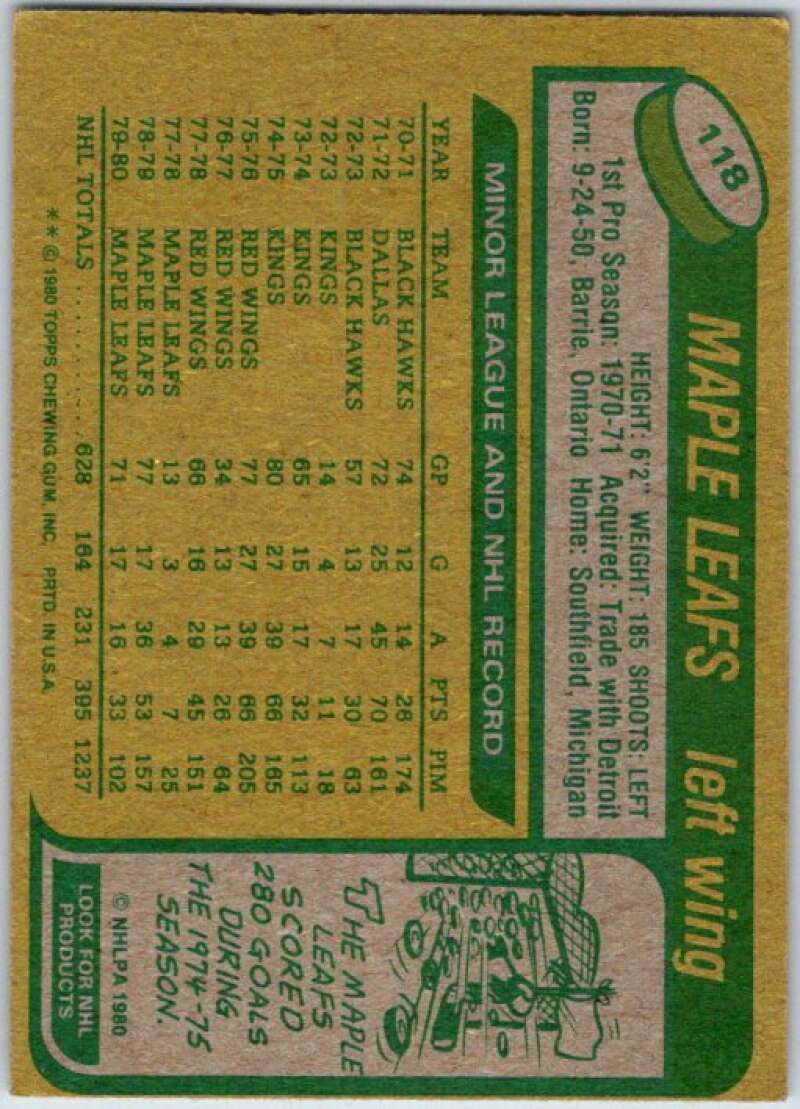 118
MAPLE LEAFS left wing
HEIGHT: 6'2" WEIGHT: 185 SHOOTS: LEFT
1st Pro Season: 1970-71 Acquired: Trade with Detroit
Born: 9-24-50, Barrie, Ontario Home: Southfield, Michigan
MINOR LEAGUE AND NHL RECORD
YEAR TEAM GP G A PTS PIM
70-71 BLACK HAWKS 74 12 14 26 174
71-72 DALLAS 72 25 45 70 161
72-73 BLACK HAWKS 57 13 17 30 63
72-73 KINGS 14 4 7 11 18
73-74 KINGS 65 15 17 32 113
74-75 KINGS 80 27 39 66 165
75-76 RED WINGS 77 27 39 66 205
76-77 RED WINGS 34 13 13 26 64
77-78 RED WINGS 66 16 29 45 151
77-78 MAPLE LEAFS 13 3 4 7 25
78-79 MAPLE LEAFS 77 17 36 53 157
79-80 MAPLE LEAFS 71 17 16 33 102
NHL TOTALS .......... 628 164 231 395 1237
** © 1980 TOPPS CHEWING GUM, INC. PRTD. IN U.S.A.
THE MAPLE
LEAFS
SCORED
280 GOALS
DURING
THE 1974-75
SEASON.
© NHLPA 1980
LOOK FOR NHL
PRODUCTS